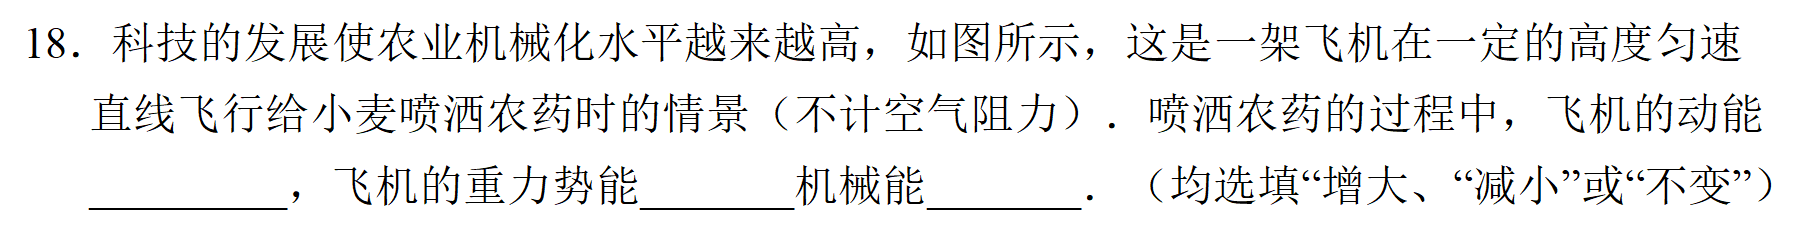 18．科技的发展使农业机械化水平越来越高，如图所示，这是一架飞机在一定的高度匀速
直线飞行给小麦喷洒农药时的情景（不计空气阻力）．喷洒农药的过程中，飞机的动能
________，飞机的重力势能______机械能______．（均选填“增大、“减小”或“不变”）